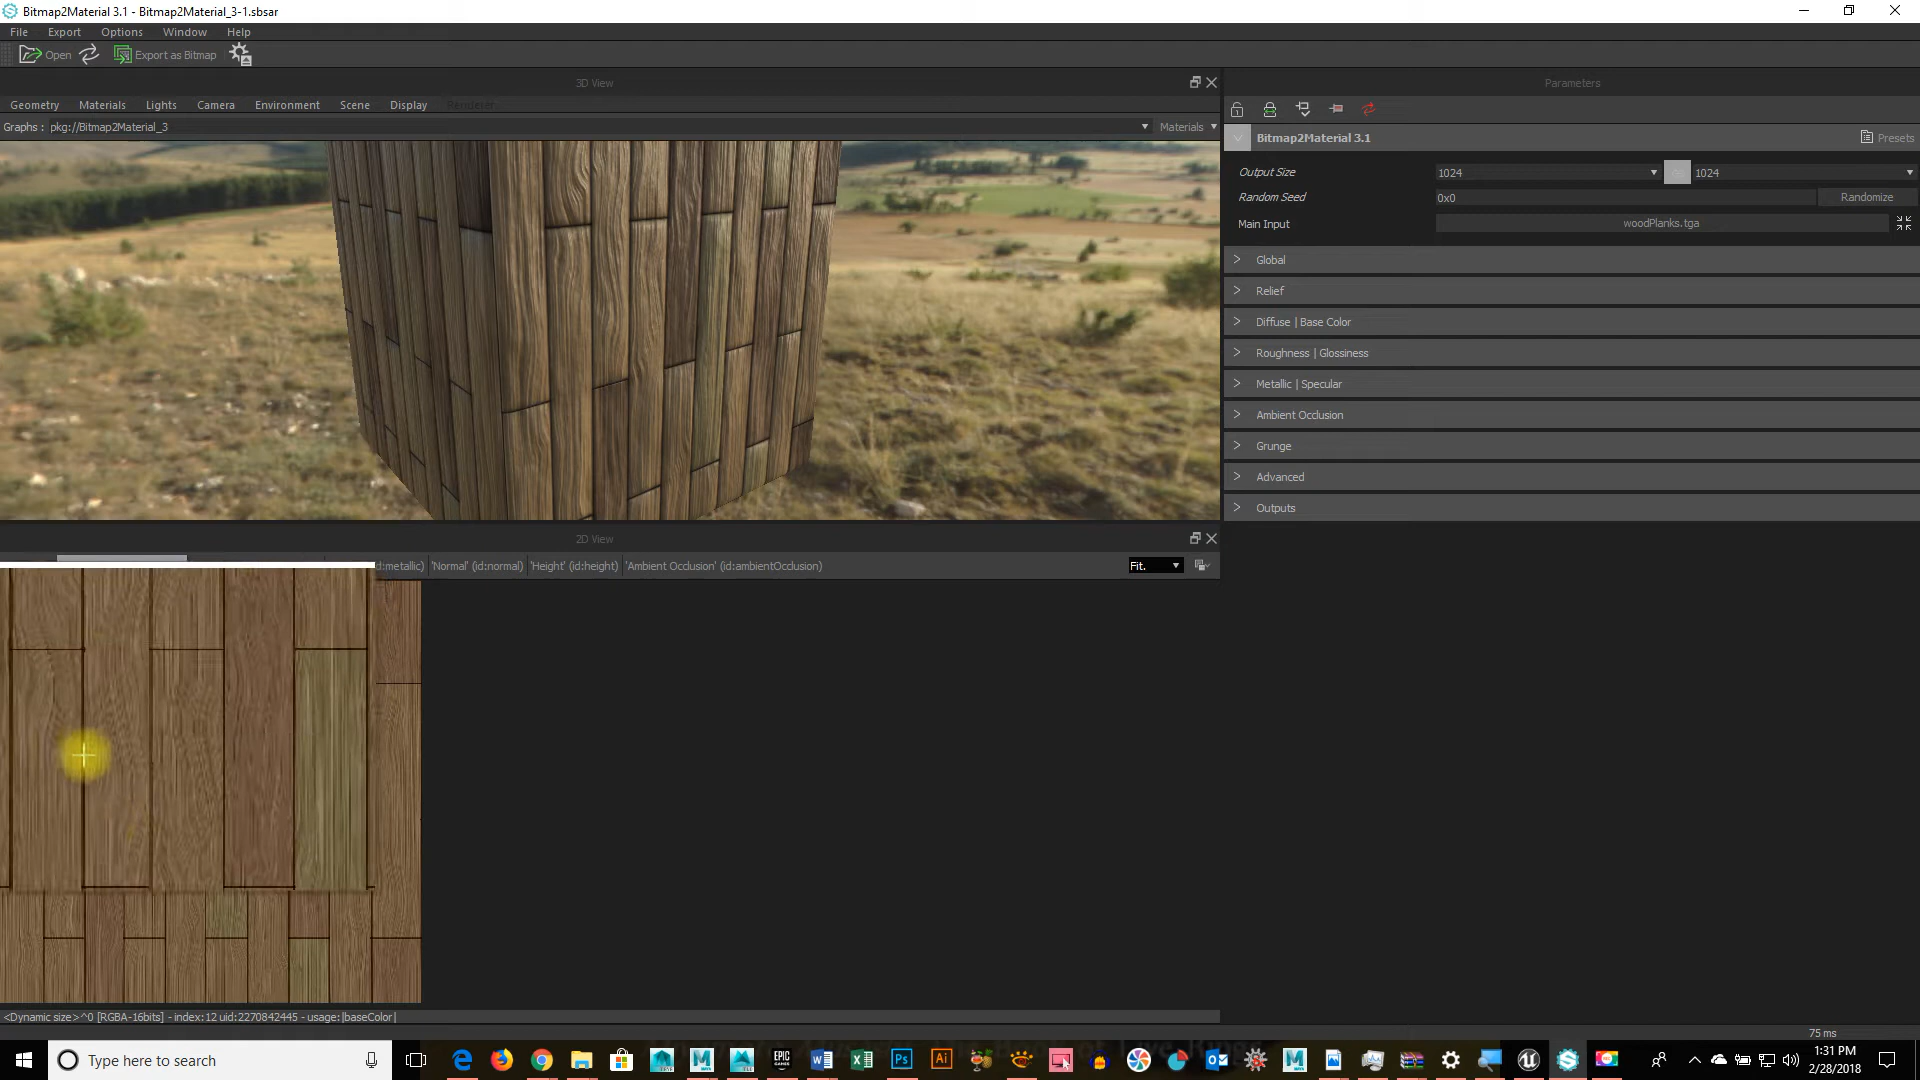 Bitmap2Material 3.1 - Bitmap2Material_3-1.sbsar
File Export Options Window Help
Open Export as Bitmap
3D View
Parameters
Geometry Materials Lights Camera Environment Scene Display Renderer
Graphs : pkg://Bitmap2Material_3 Materials
Bitmap2Material 3.1 Presets
Output Size 1024 1024
Random Seed 0x0 Randomize
Main Input woodPlanks.tga
Global
Relief
Diffuse | Base Color
Roughness | Glossiness
Metallic | Specular
Ambient Occlusion
Grunge
Advanced
Outputs
2D View
d:metallic) 'Normal' (id:normal) 'Height' (id:height) 'Ambient Occlusion' (id:ambientOcclusion) Fit.
<Dynamic size>^0 [RGBA-16bits] - index:12 uid:2270842445 - usage:|baseColor|
75 ms
Type here to search
1:31 PM
2/28/2018